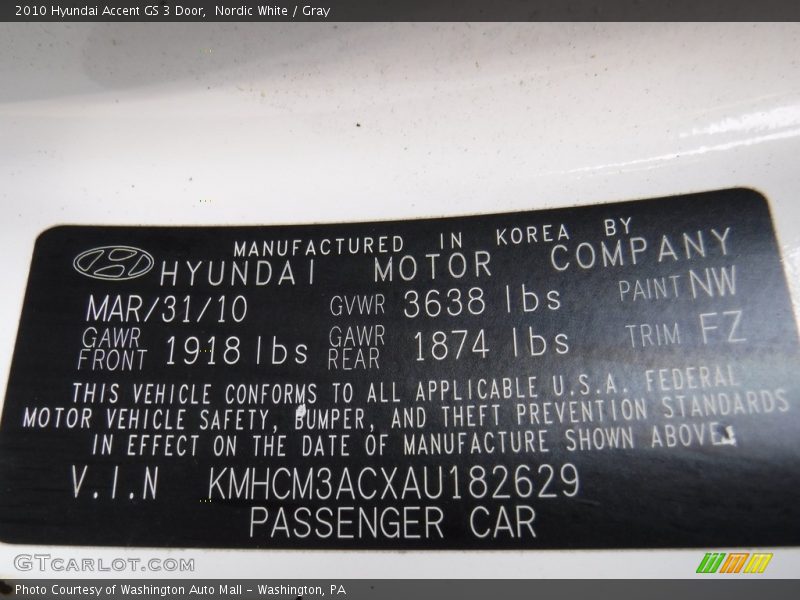 2010 Hyundai Accent GS 3 Door, Nordic White / Gray
MANUFACTURED IN KOREA BY
HYUNDAI MOTOR COMPANY
MAR/31/10 GVWR 3638 lbs PAINT NW
GAWR FRONT 1918 lbs GAWR REAR 1874 lbs TRIM FZ
THIS VEHICLE CONFORMS TO ALL APPLICABLE U.S.A. FEDERAL
MOTOR VEHICLE SAFETY, BUMPER, AND THEFT PREVENTION STANDARDS
IN EFFECT ON THE DATE OF MANUFACTURE SHOWN ABOVE.
V.I.N KMHCM3ACXAU182629
PASSENGER CAR
GTCARLOT.COM
Photo Courtesy of Washington Auto Mall - Washington, PA